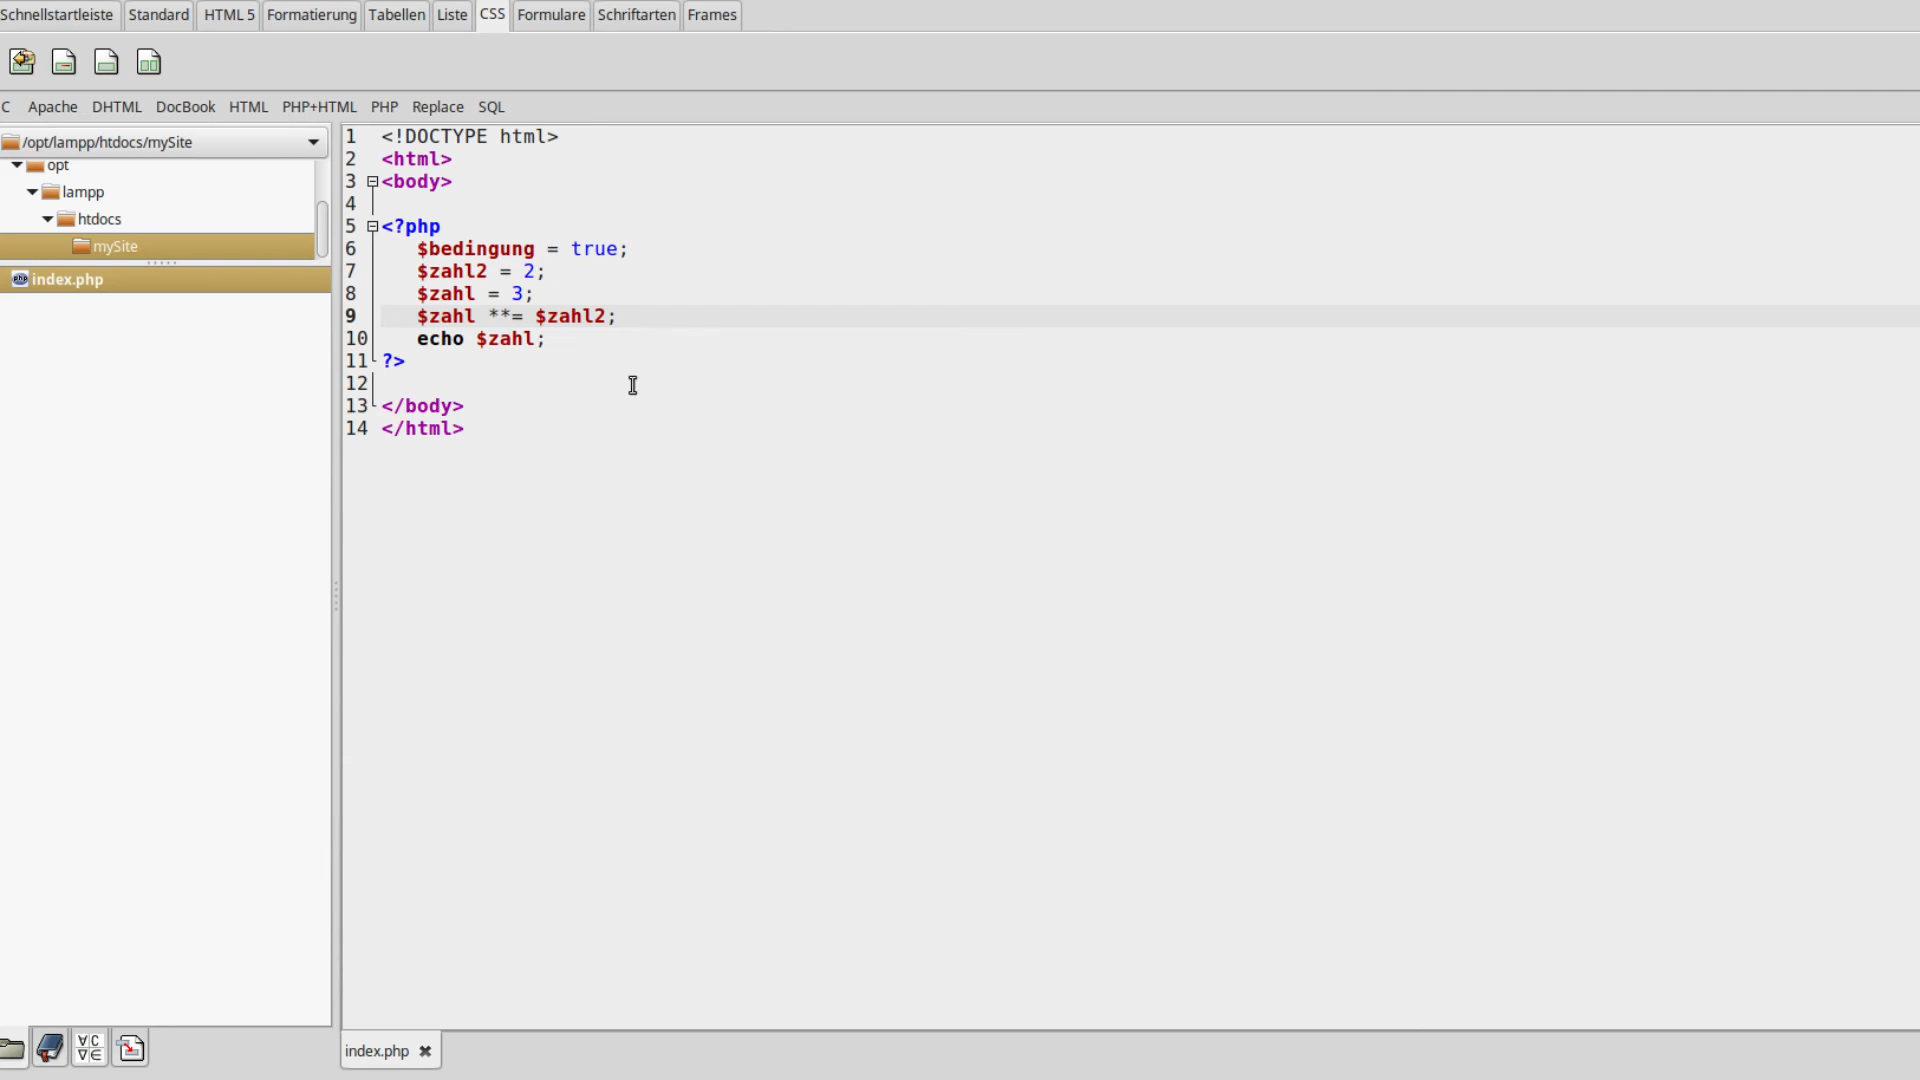 Schnellstartleiste Standard HTML 5 Formatierung Tabellen Liste CSS Formulare Schriftarten Frames
C Apache DHTML DocBook HTML PHP+HTML PHP Replace SQL
/opt/lampp/htdocs/mySite
opt
lampp
htdocs
mySite
index.php
1 <!DOCTYPE html>
2 <html>
3 <body>
4
5 <?php
6 $bedingung = true;
7 $zahl2 = 2;
8 $zahl = 3;
9 $zahl **= $zahl2;
10 echo $zahl;
11 ?>
12
13 </body>
14 </html>
index.php